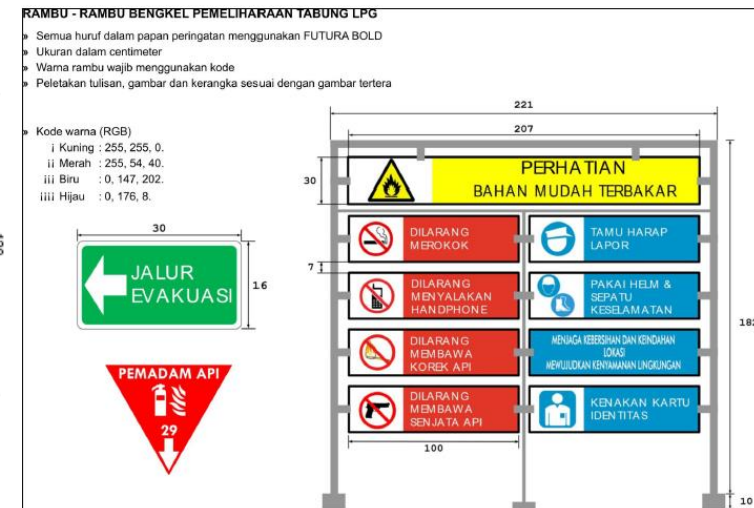 RAMBU - RAMBU BENGKEL PEMELIHARAAN TABUNG LPG
» Semua huruf dalam papan peringatan menggunakan FUTURA BOLD
» Ukuran dalam centimeter
» Warna rambu wajib menggunakan kode
» Peletakan tulisan, gambar dan kerangka sesuai dengan gambar tertera
» Kode warna (RGB)
i Kuning : 255, 255, 0.
ii Merah : 255, 54, 40.
iii Biru : 0, 147, 202.
iiii Hijau : 0, 176, 8.
30
JALUR
EVAKUASI
16
PEMADAM API
29
221
207
30
PERHATIAN
BAHAN MUDAH TERBAKAR
7
DILARANG
MEROKOK
TAMU HARAP
LAPOR
DILARANG
MENYALAKAN
HANDPHONE
PAKAI HELM &
SEPATU
KESELAMATAN
DILARANG
MEMBAWA
KOREK API
MENJAGA KEBERSIHAN DAN KEINDAHAN
LOKASI
MEWUJUDKAN KENYAMANAN LINGKUNGAN
DILARANG
MEMBAWA
SENJATA API
KENAKAN KARTU
IDENTITAS
100
10